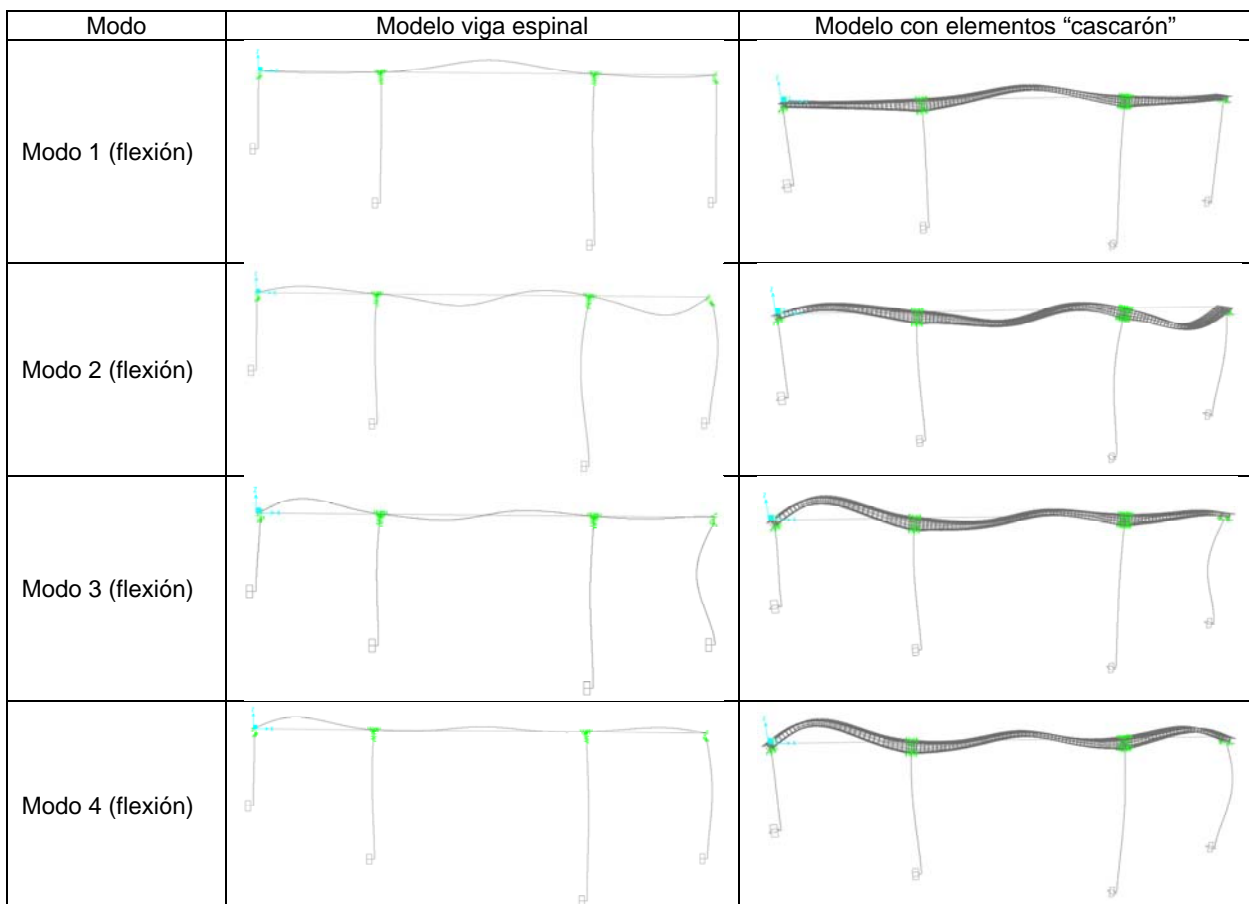 Modo Modelo viga espinal Modelo con elementos “cascarón”
Modo 1 (flexión)
Modo 2 (flexión)
Modo 3 (flexión)
Modo 4 (flexión)